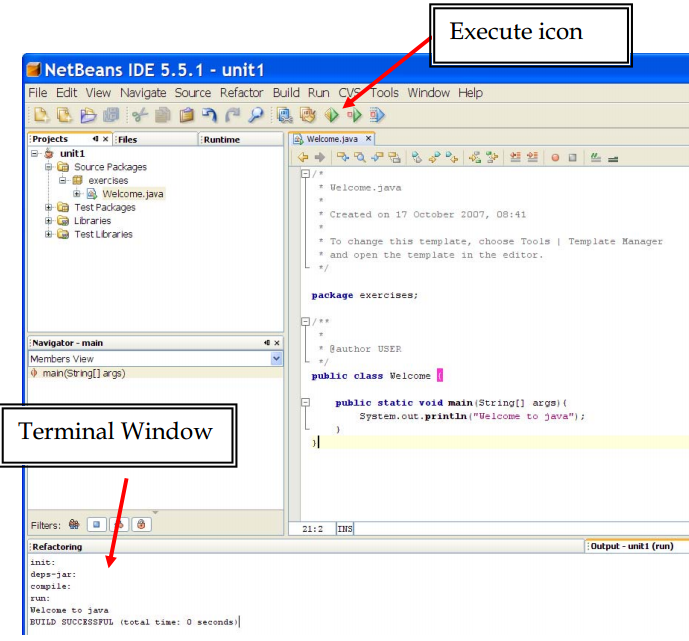 Execute icon
NetBeans IDE 5.5.1 - unit1
File Edit View Navigate Source Refactor Build Run CVS Tools Window Help
Projects
Files
Runtime
Welcome.java
unit1
Source Packages
exercises
Welcome.java
Test Packages
Libraries
Test Libraries
/*
* Welcome.java
*
* Created on 17 October 2007, 08:41
*
* To change this template, choose Tools | Template Manager
* and open the template in the editor.
*/
package exercises;
/**
*
* @author USER
*/
public class Welcome {
public static void main(String[] args){
System.out.println("Welcome to java");
}
}
Navigator - main
Members View
main(String[] args)
Terminal Window
Filters:
21:2 INS
Refactoring
Output - unit1 (run)
init:
deps-jar:
compile:
run:
Welcome to java
BUILD SUCCESSFUL (total time: 0 seconds)